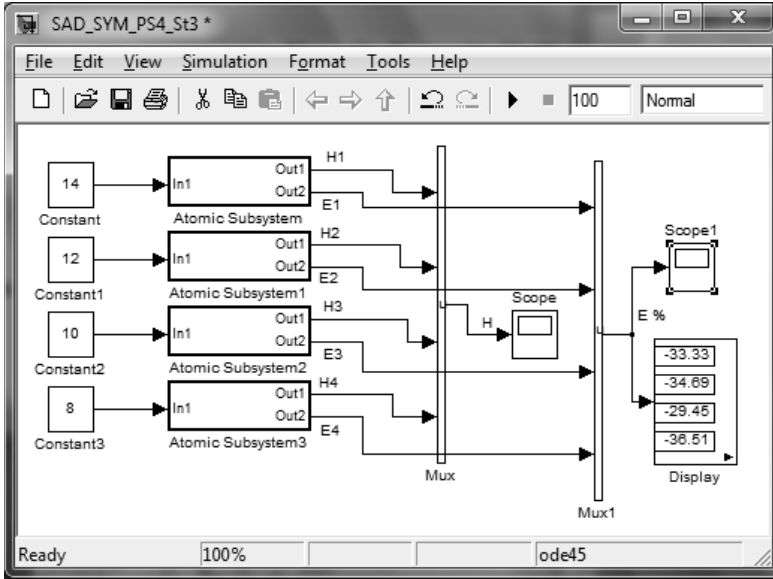 SAD_SYM_PS4_St3 *
File Edit View Simulation Format Tools Help
100 Normal
14
Constant
In1
Out1
Out2
Atomic Subsystem
H1
E1
12
Constant1
In1
Out1
Out2
Atomic Subsystem1
H2
E2
10
Constant2
In1
Out1
Out2
Atomic Subsystem2
H3
E3
8
Constant3
In1
Out1
Out2
Atomic Subsystem3
H4
E4
Mux
H
Scope
Mux1
Scope1
E %
-33.33
-34.69
-29.45
-36.51
Display
Ready 100% ode45